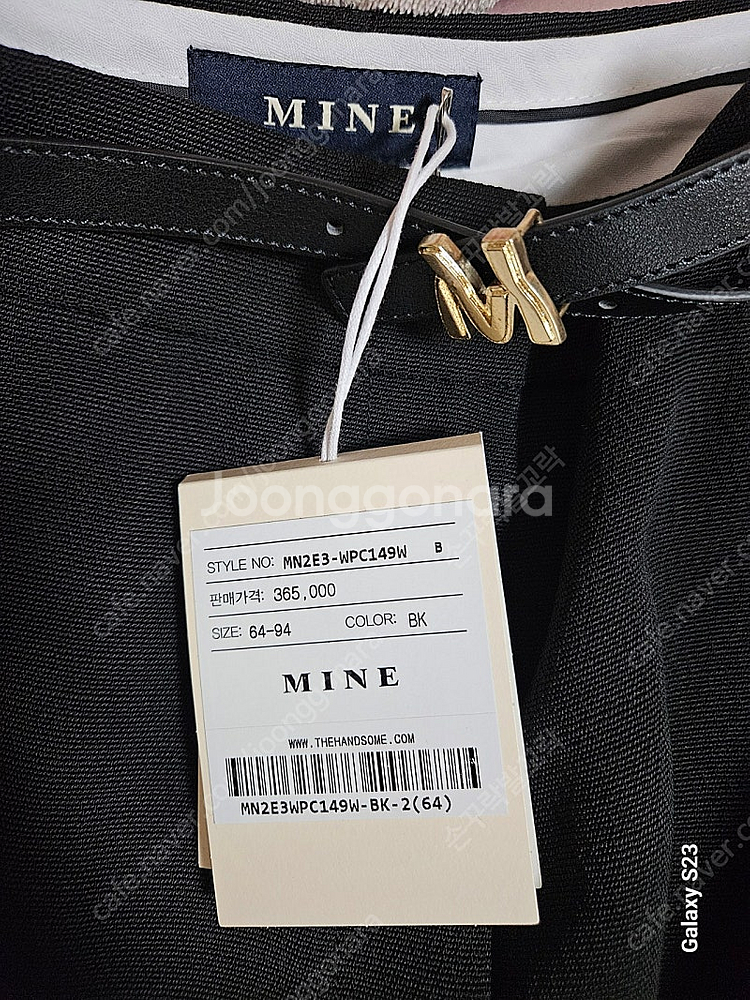 MINE
Joonggonara
STYLE NO: MN2E3-WPC149W B
판매가격: 365,000
SIZE: 64-94 COLOR: BK
MINE
WWW.THEHANDSOME.COM
MN2E3WPC149W-BK-2(64)
Galaxy S23